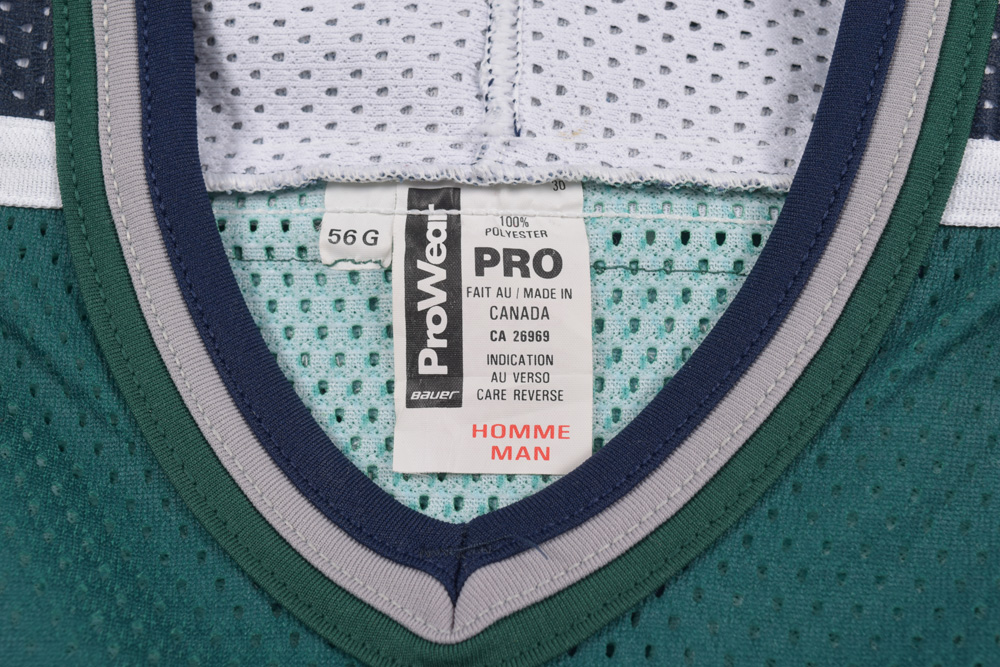 30
56 G
ProWear
BAUER
100%
POLYESTER
PRO
FAIT AU / MADE IN
CANADA
CA 26969
INDICATION
AU VERSO
CARE REVERSE
HOMME
MAN